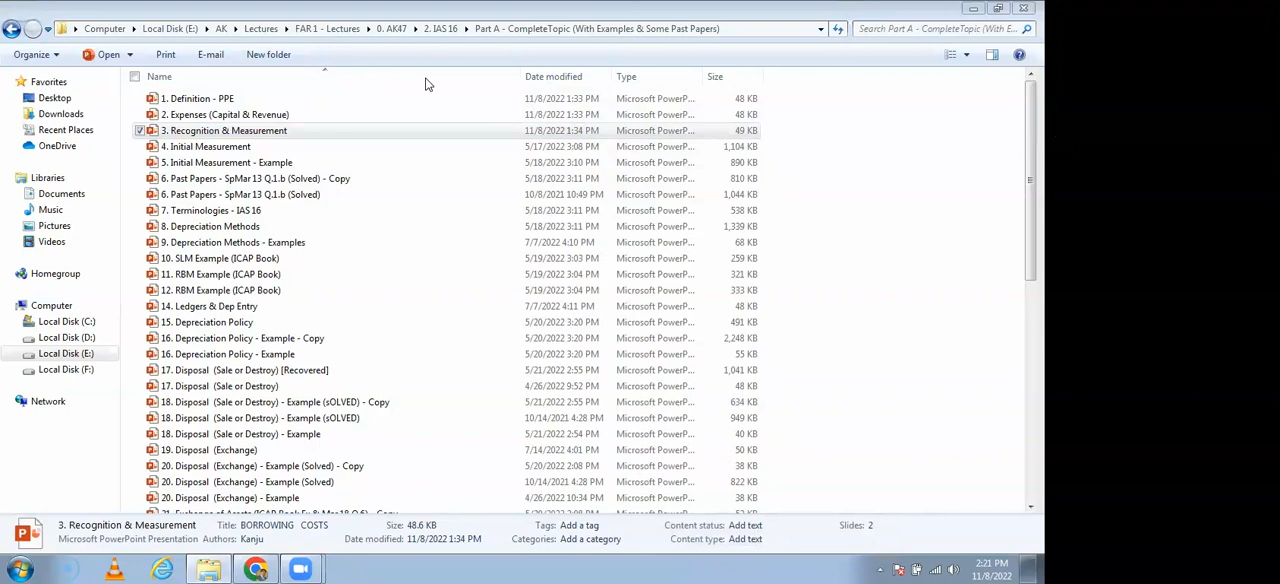 Computer Local Disk (E:) AK Lectures FAR 1 - Lectures 0. AK47 2. IAS 16 Part A - CompleteTopic (With Examples & Some Past Papers) Search Part A - CompleteTopic (With E...
Organize Open Print E-mail New folder
Favorites
Desktop
Downloads
Recent Places
OneDrive
Libraries
Documents
Music
Pictures
Videos
Homegroup
Computer
Local Disk (C:)
Local Disk (D:)
Local Disk (E:)
Local Disk (F:)
Network
Name Date modified Type Size
1. Definition - PPE 11/8/2022 1:33 PM Microsoft PowerP... 48 KB
2. Expenses (Capital & Revenue) 11/8/2022 1:33 PM Microsoft PowerP... 48 KB
3. Recognition & Measurement 11/8/2022 1:34 PM Microsoft PowerP... 49 KB
4. Initial Measurement 5/17/2022 3:08 PM Microsoft PowerP... 1,104 KB
5. Initial Measurement - Example 5/18/2022 3:10 PM Microsoft PowerP... 890 KB
6. Past Papers - SpMar 13 Q.1.b (Solved) - Copy 5/18/2022 3:11 PM Microsoft PowerP... 810 KB
6. Past Papers - SpMar 13 Q.1.b (Solved) 10/8/2021 10:49 PM Microsoft PowerP... 1,044 KB
7. Terminologies - IAS 16 5/18/2022 3:11 PM Microsoft PowerP... 538 KB
8. Depreciation Methods 5/18/2022 3:11 PM Microsoft PowerP... 1,339 KB
9. Depreciation Methods - Examples 7/7/2022 4:10 PM Microsoft PowerP... 68 KB
10. SLM Example (ICAP Book) 5/19/2022 3:03 PM Microsoft PowerP... 259 KB
11. RBM Example (ICAP Book) 5/19/2022 3:04 PM Microsoft PowerP... 321 KB
12. RBM Example (ICAP Book) 5/19/2022 3:04 PM Microsoft PowerP... 333 KB
14. Ledgers & Dep Entry 7/7/2022 4:11 PM Microsoft PowerP... 48 KB
15. Depreciation Policy 5/20/2022 3:20 PM Microsoft PowerP... 491 KB
16. Depreciation Policy - Example - Copy 5/20/2022 3:20 PM Microsoft PowerP... 2,248 KB
16. Depreciation Policy - Example 5/20/2022 3:20 PM Microsoft PowerP... 55 KB
17. Disposal (Sale or Destroy) [Recovered] 5/21/2022 2:55 PM Microsoft PowerP... 1,041 KB
17. Disposal (Sale or Destroy) 4/26/2022 9:52 PM Microsoft PowerP... 48 KB
18. Disposal (Sale or Destroy) - Example (sOLVED) - Copy 5/21/2022 2:55 PM Microsoft PowerP... 634 KB
18. Disposal (Sale or Destroy) - Example (sOLVED) 10/14/2021 4:28 PM Microsoft PowerP... 949 KB
18. Disposal (Sale or Destroy) - Example 5/21/2022 2:54 PM Microsoft PowerP... 40 KB
19. Disposal (Exchange) 7/14/2022 4:01 PM Microsoft PowerP... 50 KB
20. Disposal (Exchange) - Example (Solved) - Copy 5/20/2022 2:08 PM Microsoft PowerP... 38 KB
20. Disposal (Exchange) - Example (Solved) 10/14/2021 4:28 PM Microsoft PowerP... 822 KB
20. Disposal (Exchange) - Example 4/26/2022 10:34 PM Microsoft PowerP... 38 KB
3. Recognition & Measurement Title: BORROWING COSTS Size: 48.6 KB Tags: Add a tag Content status: Add text Slides: 2
Microsoft PowerPoint Presentation Authors: Kanju Date modified: 11/8/2022 1:34 PM Categories: Add a category Content type: Add text
2:21 PM
11/8/2022